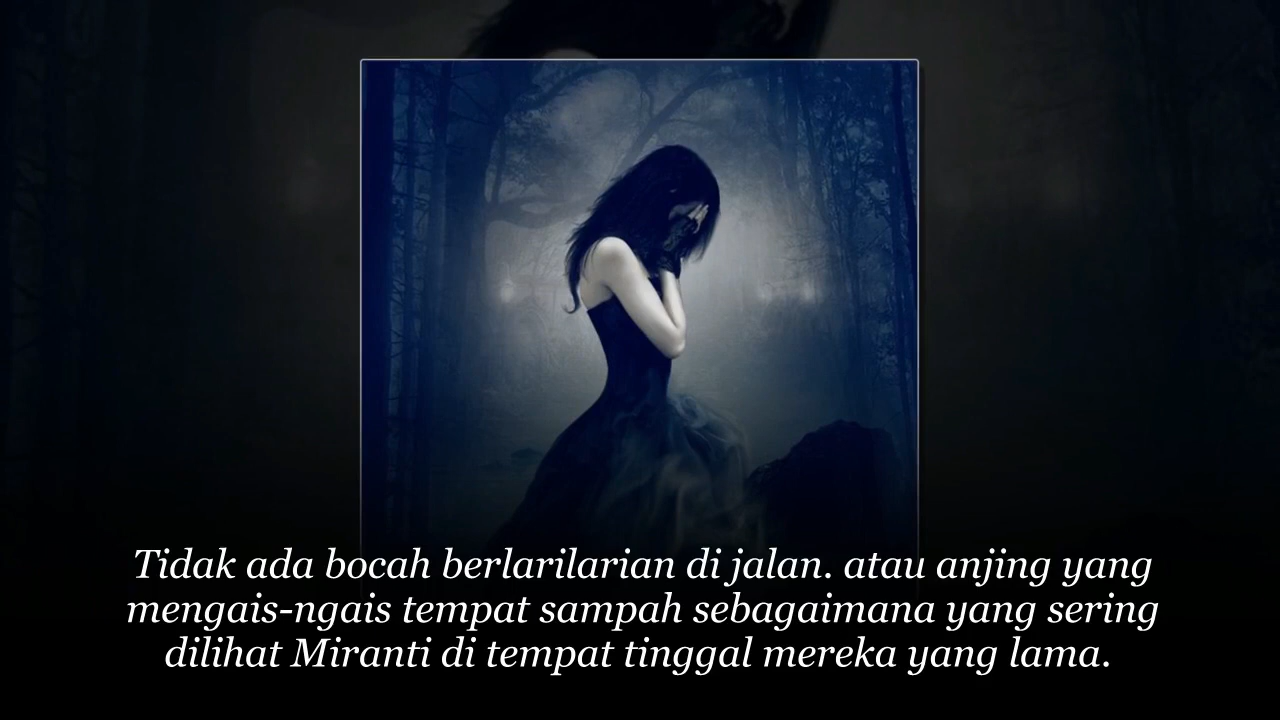 Tidak ada bocah berlarilarian di jalan. atau anjing yang
mengais-ngais tempat sampah sebagaimana yang sering
dilihat Miranti di tempat tinggal mereka yang lama.